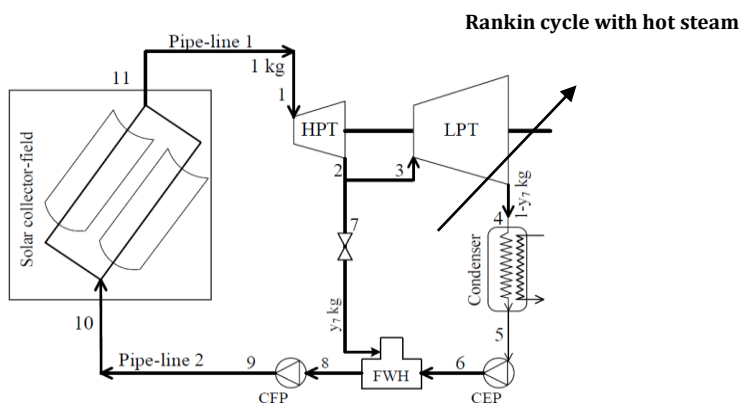 Rankin cycle with hot steam
Pipe-line 1
11
1 kg
1
HPT
LPT
Solar collector-field
2
3
1-y7 kg
4
7
Condenser
y7 kg
10
5
Pipe-line 2
9
8
6
FWH
CFP
CEP